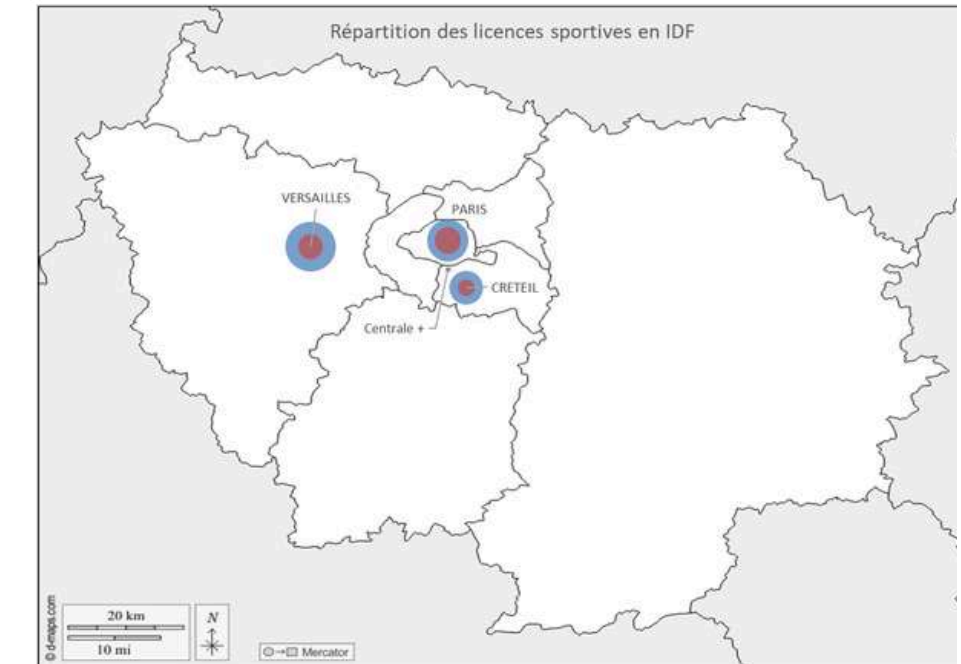 Répartition des licences sportives en IDF
VERSAILLES
PARIS
CRETEIL
Centrale +
© d-maps.com
20 km
10 mi
N
Mercator